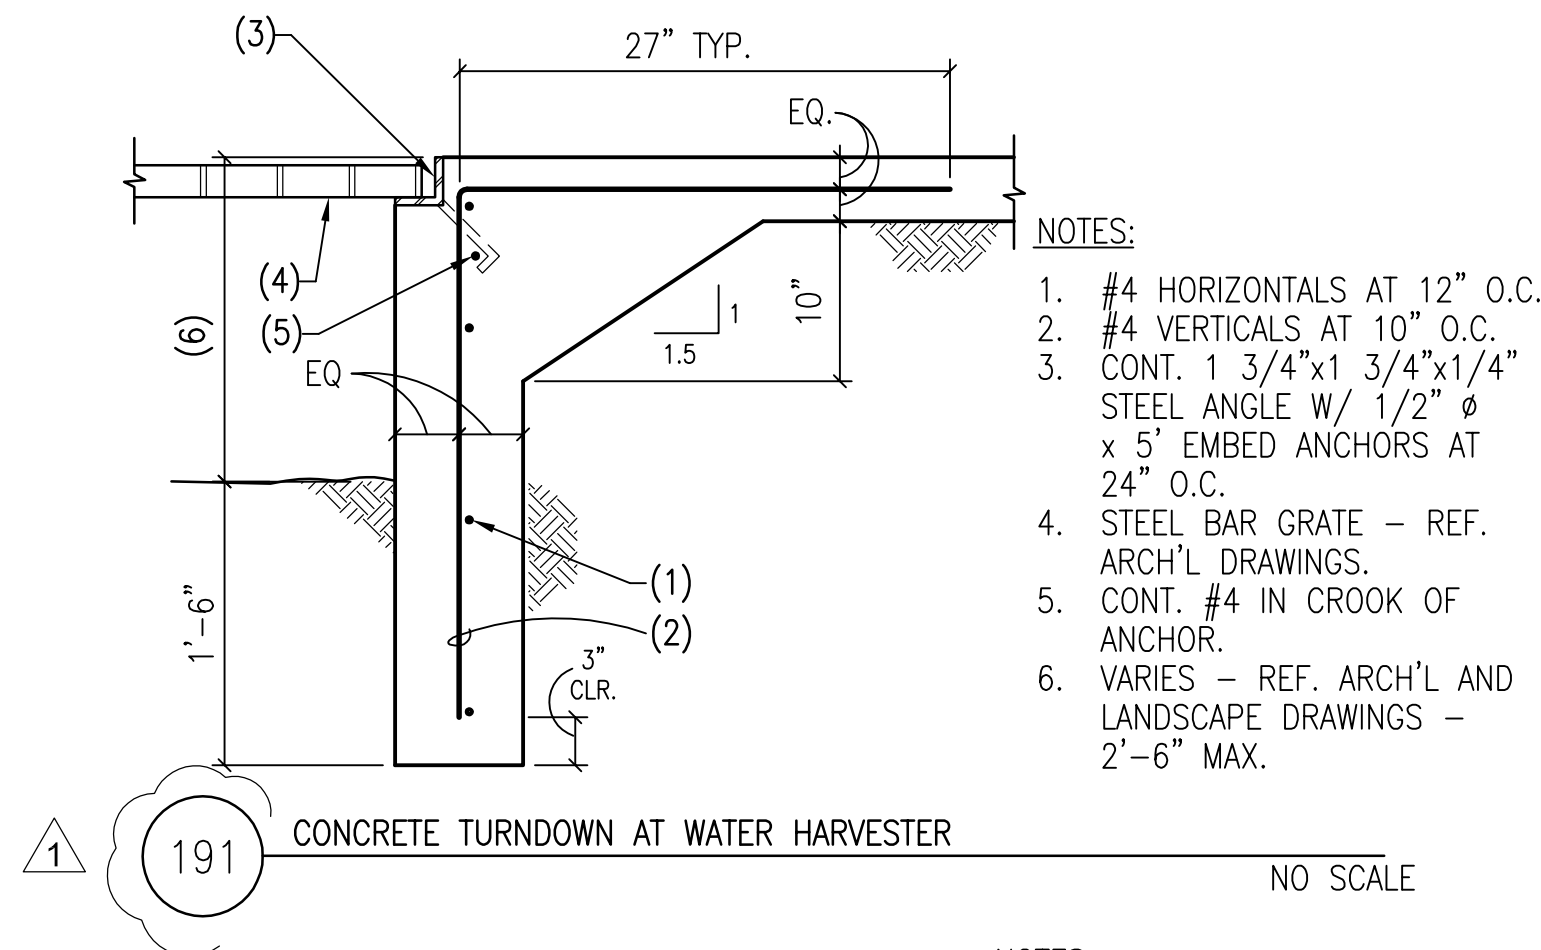 (3)
27" TYP.
EQ.
(4)
(5)
(6)
EQ
1
1.5
10"
(1)
(2)
3"
CLR.
1'-6"
NOTES:
1. #4 HORIZONTALS AT 12" O.C.
2. #4 VERTICALS AT 10" O.C.
3. CONT. 1 3/4"x1 3/4"x1/4"
STEEL ANGLE W/ 1/2" ø
x 5' EMBED ANCHORS AT
24" O.C.
4. STEEL BAR GRATE – REF.
ARCH'L DRAWINGS.
5. CONT. #4 IN CROOK OF
ANCHOR.
6. VARIES – REF. ARCH'L AND
LANDSCAPE DRAWINGS –
2'-6" MAX.
1
191
CONCRETE TURNDOWN AT WATER HARVESTER
NO SCALE